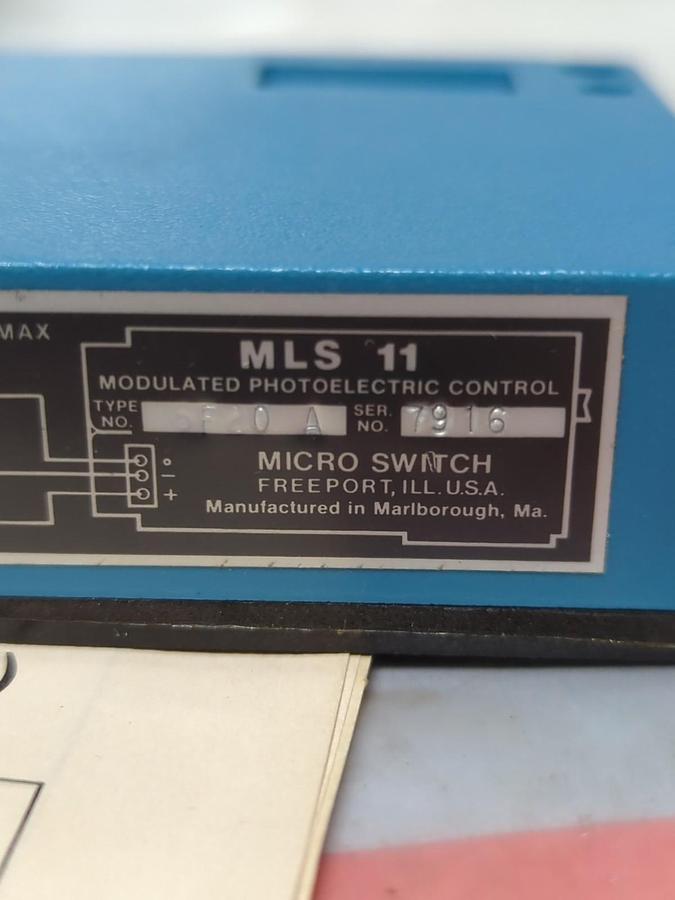 MAX
MLS 11
MODULATED PHOTOELECTRIC CONTROL
TYPE NO. F20 A SER. NO. 7916
o
−
+
MICRO SWITCH
FREEPORT, ILL. U.S.A.
Manufactured in Marlborough, Ma.